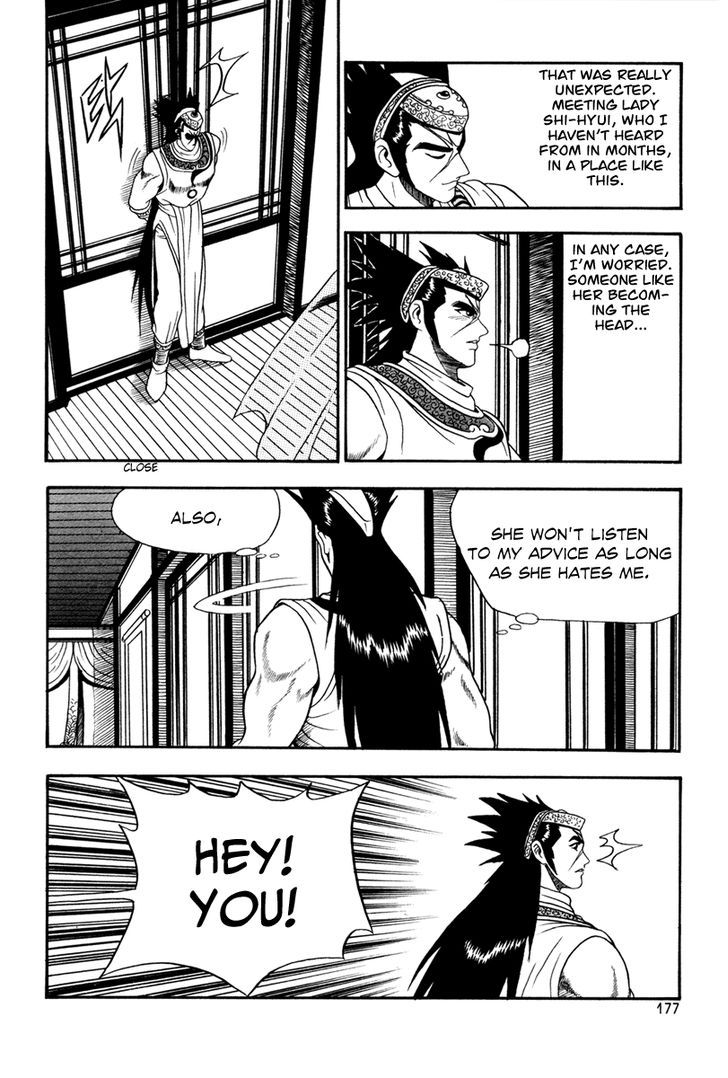 탁
THAT WAS REALLY
UNEXPECTED.
MEETING LADY
SHI-HYUI, WHO I
HAVEN'T HEARD
FROM IN MONTHS,
IN A PLACE LIKE
THIS.
IN ANY CASE,
I'M WORRIED.
SOMEONE LIKE
HER BECOM-
ING THE
HEAD...
CLOSE
ALSO,
SHE WON'T LISTEN
TO MY ADVICE AS LONG
AS SHE HATES ME.
HEY!
YOU!
177